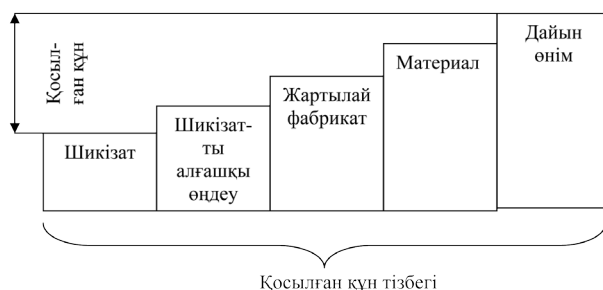 Қосыл-
ған құн
Шикізат
Шикізат-
ты
алғашқы
өңдеу
Жартылай
фабрикат
Материал
Дайын
өнім
Қосылған құн тізбегі